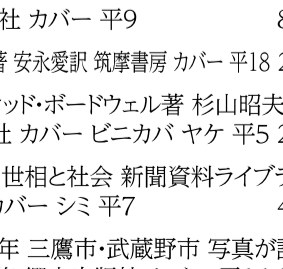 社 カバー 平9
著 安永愛訳 筑摩書房 カバー 平18 2
ッド・ボードウェル著 杉山昭夫
社 カバー ビニカバ ヤケ 平5 2
世相と社会 新聞資料ライブラ
カバー シミ 平7
年 三鷹市・武蔵野市 写真が